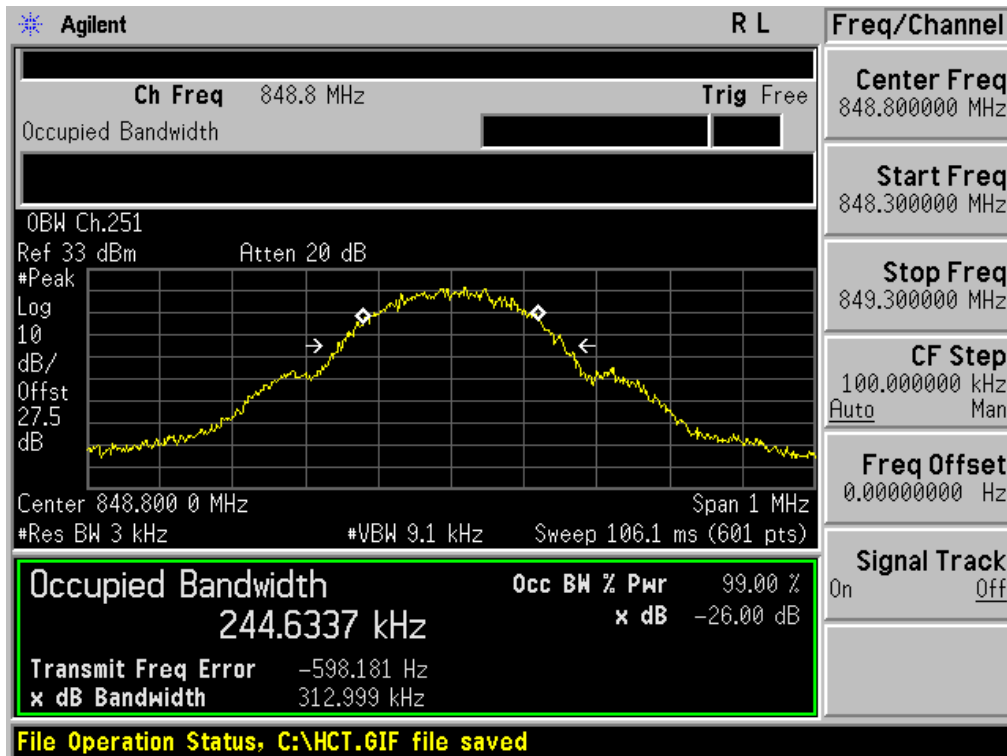 Agilent R L
Freq/Channel
Ch Freq 848.8 MHz Trig Free
Occupied Bandwidth
Center Freq
848.800000 MHz
Start Freq
848.300000 MHz
Stop Freq
849.300000 MHz
CF Step
100.000000 kHz
Auto Man
Freq Offset
0.00000000 Hz
Signal Track
On Off
OBW Ch.251
Ref 33 dBm Atten 20 dB
#Peak
Log
10
dB/
Offst
27.5
dB
Center 848.800 0 MHz Span 1 MHz
#Res BW 3 kHz #VBW 9.1 kHz Sweep 106.1 ms (601 pts)
Occupied Bandwidth Occ BW % Pwr 99.00 %
244.6337 kHz x dB -26.00 dB
Transmit Freq Error -598.181 Hz
x dB Bandwidth 312.999 kHz
File Operation Status, C:\HCT.GIF file saved